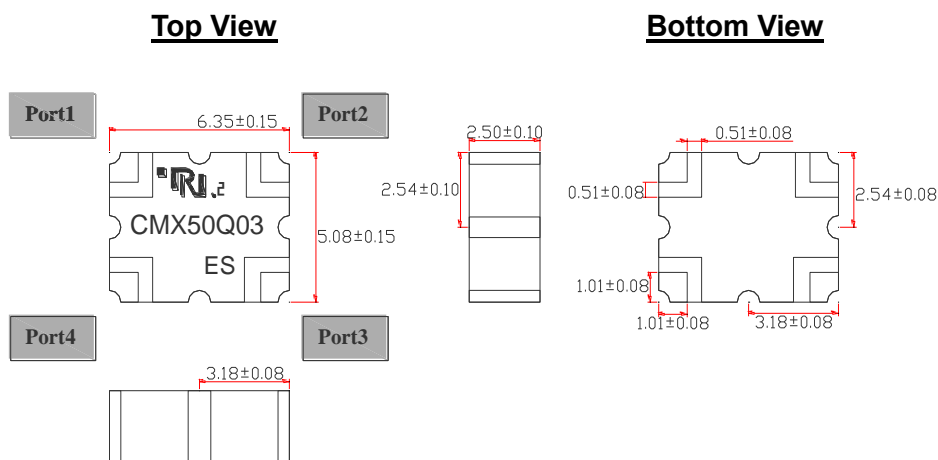 Top View
Bottom View
Port1
Port2
6.35±0.15
CMX50Q03
ES
5.08±0.15
Port4
Port3
3.18±0.08
2.50±0.10
2.54±0.10
0.51±0.08
0.51±0.08
2.54±0.08
1.01±0.08
1.01±0.08
3.18±0.08